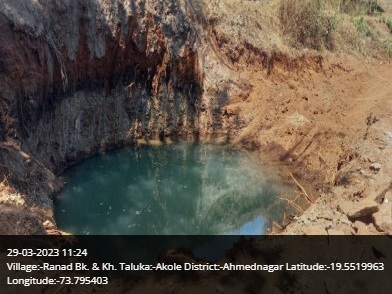 29-03-2023 11:24
Village:-Ranad Bk. & Kh. Taluka:-Akole District:-Ahmednagar Latitude:-19.5519963
Longitude:-73.795403